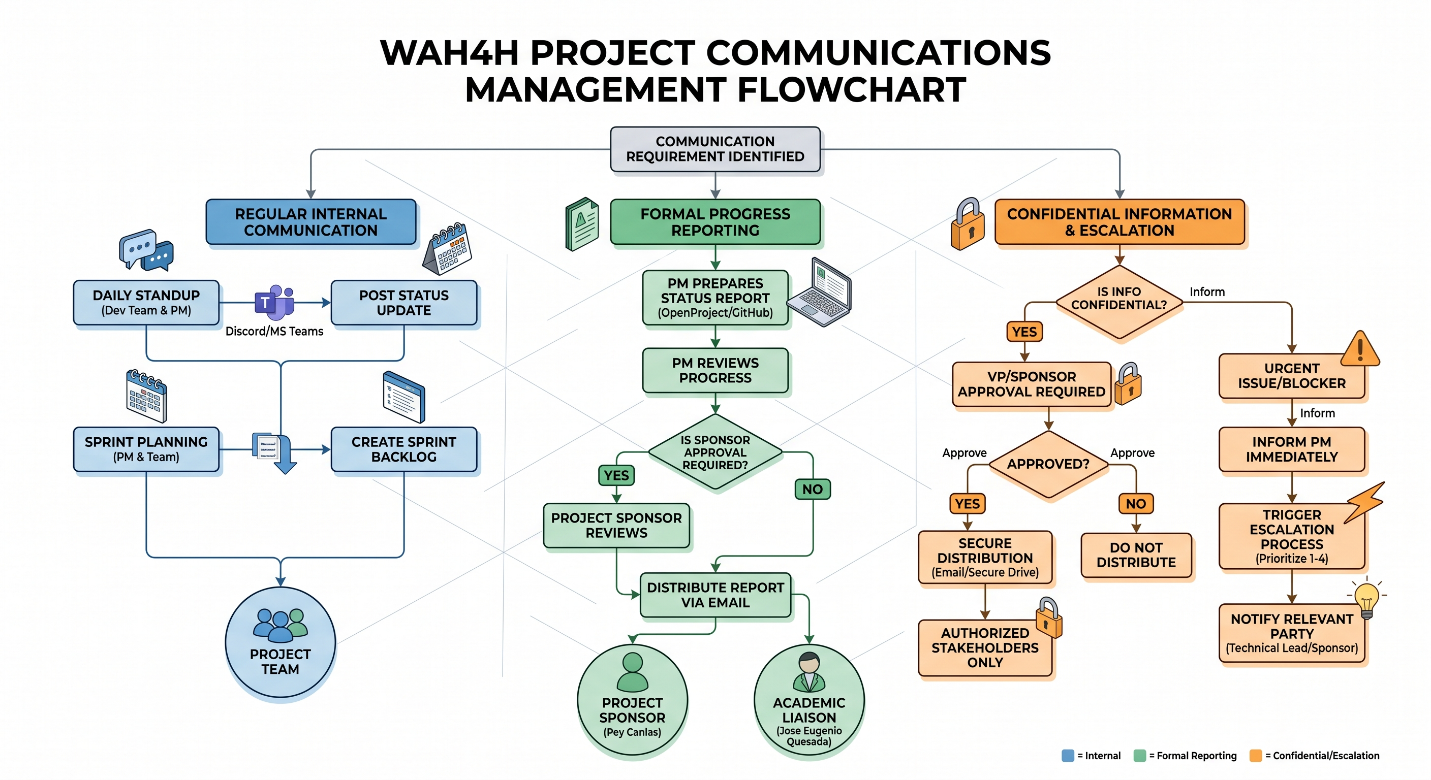 WAH4H PROJECT COMMUNICATIONS
MANAGEMENT FLOWCHART
COMMUNICATION
REQUIREMENT IDENTIFIED
REGULAR INTERNAL
COMMUNICATION
DAILY STANDUP
(Dev Team & PM)
T
Discord/MS Teams
POST STATUS
UPDATE
SPRINT PLANNING
(PM & Team)
CREATE SPRINT
BACKLOG
PROJECT
TEAM
FORMAL PROGRESS
REPORTING
PM PREPARES
STATUS REPORT
(OpenProject/GitHub)
PM REVIEWS
PROGRESS
IS SPONSOR
APPROVAL
REQUIRED?
YES
NO
PROJECT SPONSOR
REVIEWS
DISTRIBUTE REPORT
VIA EMAIL
PROJECT
SPONSOR
(Pey Canlas)
ACADEMIC
LIAISON
(Jose Eugenio
Quesada)
CONFIDENTIAL INFORMATION
& ESCALATION
IS INFO
CONFIDENTIAL?
Inform
YES
VP/SPONSOR
APPROVAL REQUIRED
APPROVED?
Approve
Approve
YES
NO
SECURE
DISTRIBUTION
(Email/Secure Drive)
DO NOT
DISTRIBUTE
AUTHORIZED
STAKEHOLDERS
ONLY
URGENT
ISSUE/BLOCKER
Inform
INFORM PM
IMMEDIATELY
TRIGGER
ESCALATION
PROCESS
(Prioritize 1-4)
NOTIFY RELEVANT
PARTY
(Technical Lead/Sponsor)
= Internal
= Formal Reporting
= Confidential/Escalation